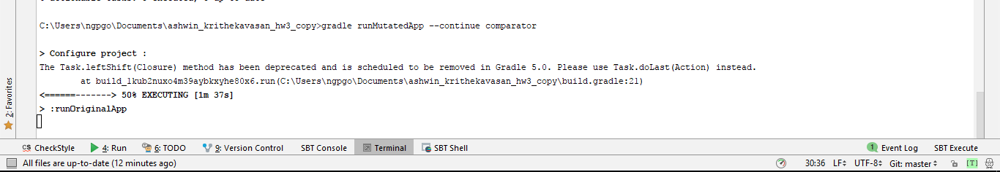 C:\Users\ngpgo\Documents\ashwin_krithekavasan_hw3_copy>gradle runMutatedApp --continue comparator
> Configure project :
The Task.leftShift(Closure) method has been deprecated and is scheduled to be removed in Gradle 5.0. Please use Task.doLast(Action) instead.
at build_lkub2nuxo4m39aybkxyhe80x6.run(C:\Users\ngpgo\Documents\ashwin_krithekavasan_hw3_copy\build.gradle:21)
<======-------> 50% EXECUTING [1m 37s]
> :runOriginalApp
2: Favorites
CS CheckStyle 4: Run 6: TODO 9: Version Control SBT Console Terminal SBT Shell 1 Event Log SBT Execute
All files are up-to-date (12 minutes ago) 30:36 LF UTF-8 Git: master [T]